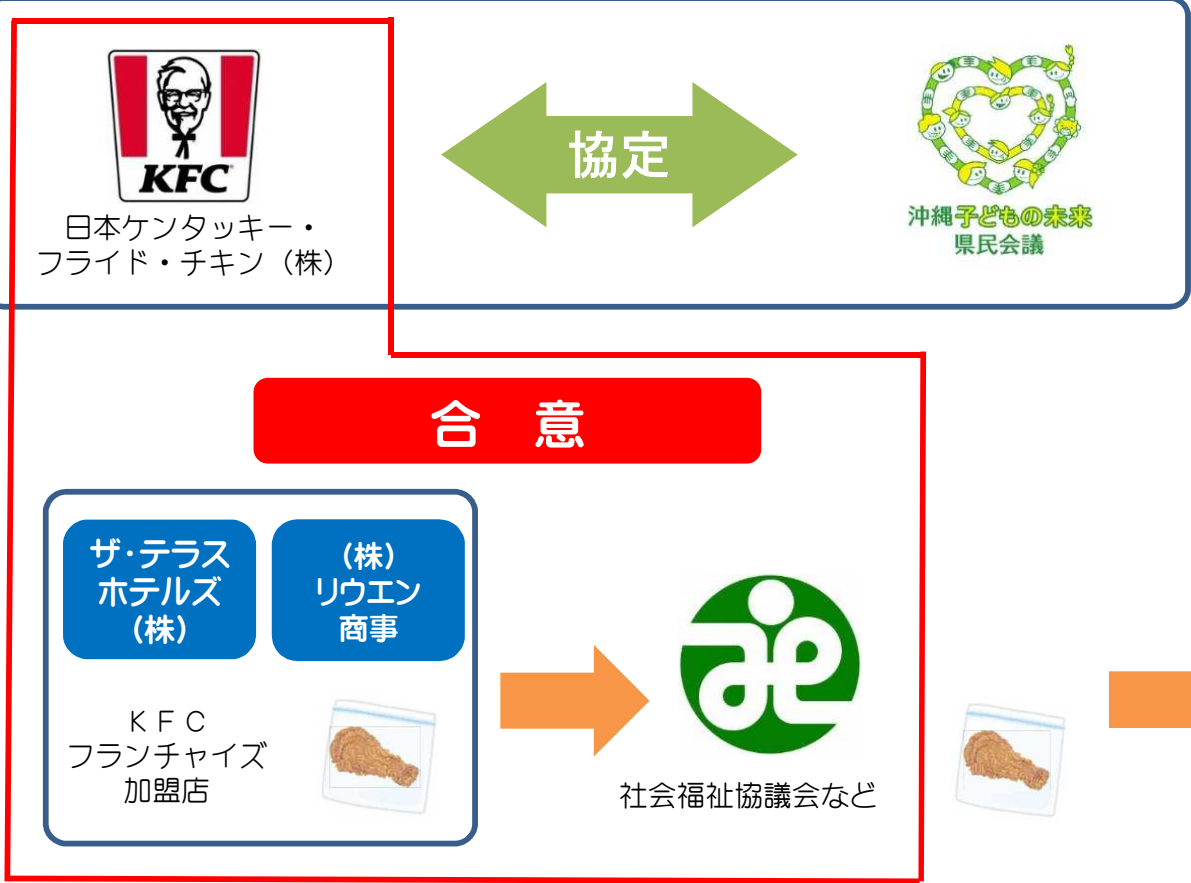 KFC
日本ケンタッキー・
フライド・チキン（株）
協定
沖縄子どもの未来
県民会議
合　意
ザ・テラス
ホテルズ
（株）
（株）
リウエン
商事
ＫＦＣ
フランチャイズ
加盟店
社会福祉協議会など